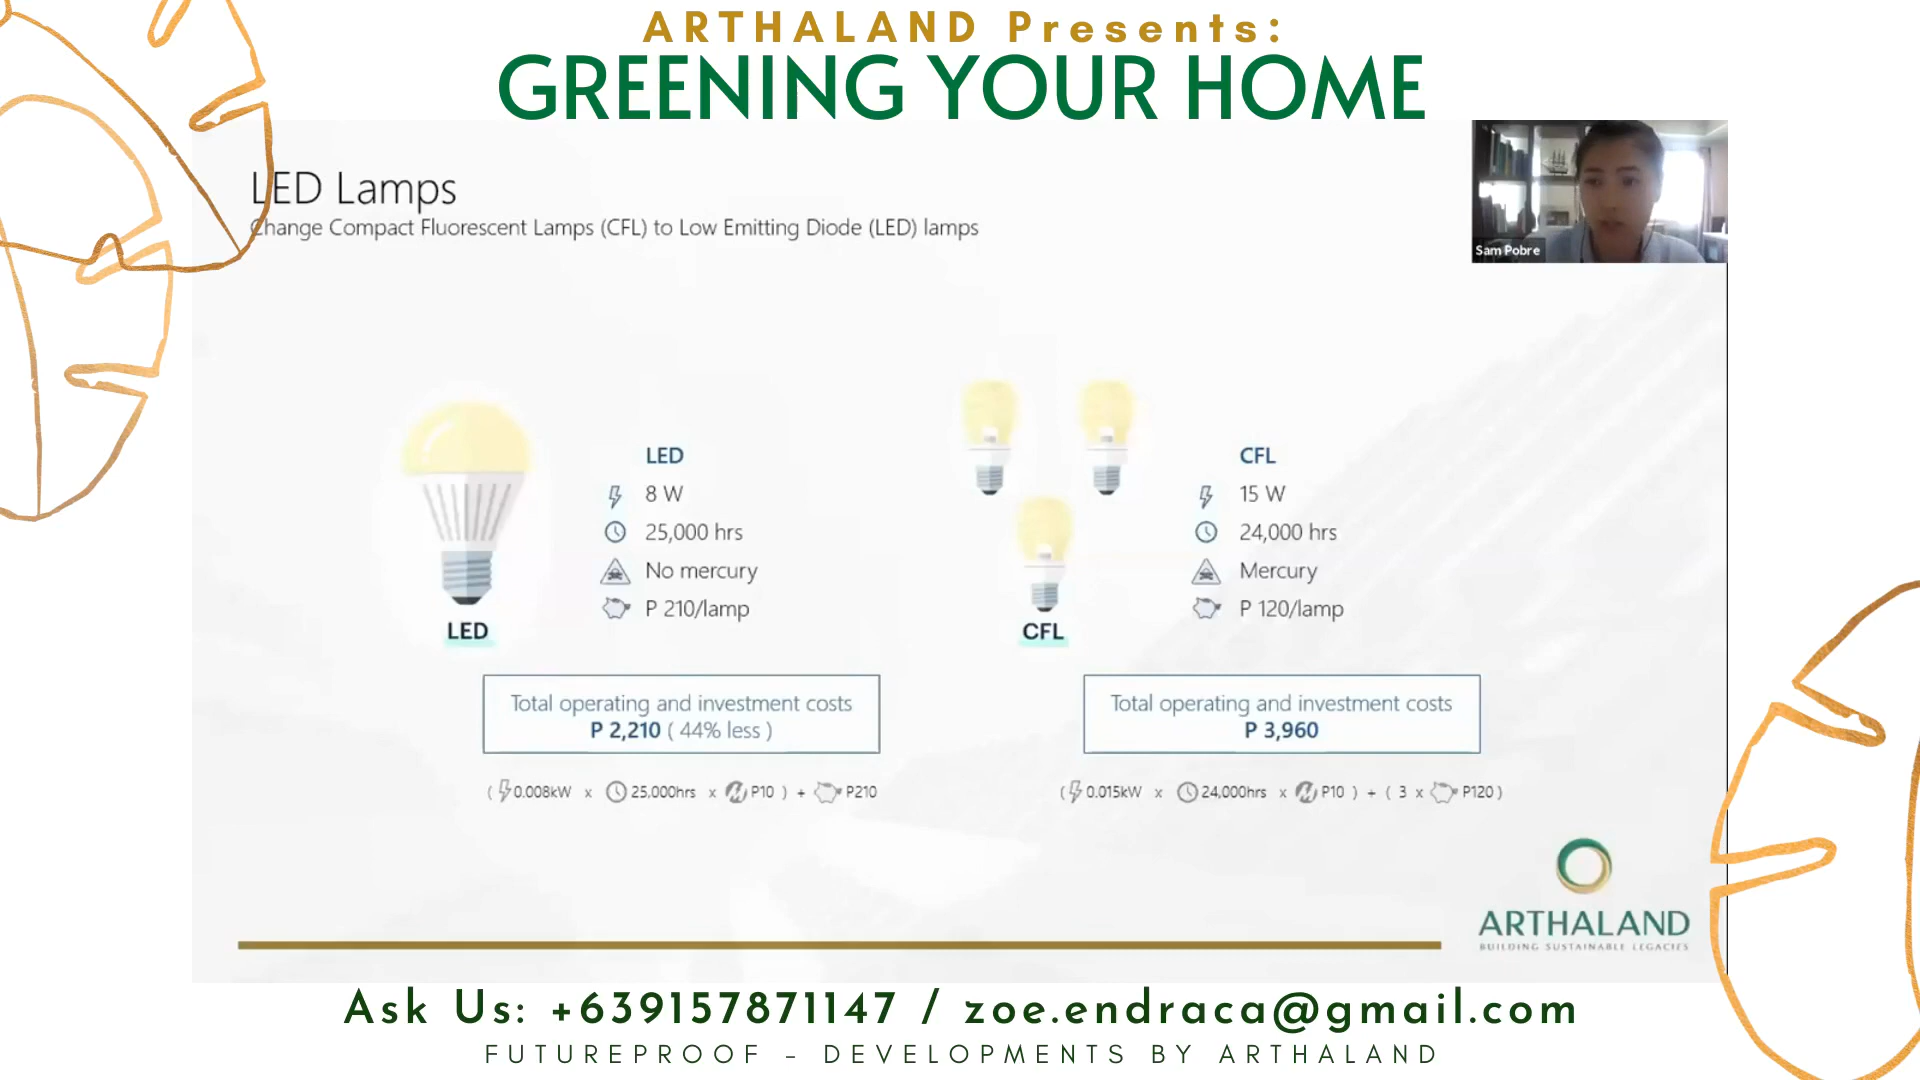 ARTHALAND Presents:
GREENING YOUR HOME
LED Lamps
Change Compact Fluorescent Lamps (CFL) to Low Emitting Diode (LED) lamps
Sam Pobre
LED
8 W
25,000 hrs
No mercury
P 210/lamp
LED
CFL
15 W
24,000 hrs
Mercury
P 120/lamp
CFL
Total operating and investment costs
P 2,210 ( 44% less )
Total operating and investment costs
P 3,960
( 0.008kW x 25,000hrs x P10 ) + P210
( 0.015kW x 24,000hrs x P10 ) + ( 3 x P120 )
ARTHALAND
BUILDING SUSTAINABLE LEGACIES
Ask Us: +639157871147 / zoe.endraca@gmail.com
FUTUREPROOF – DEVELOPMENTS BY ARTHALAND